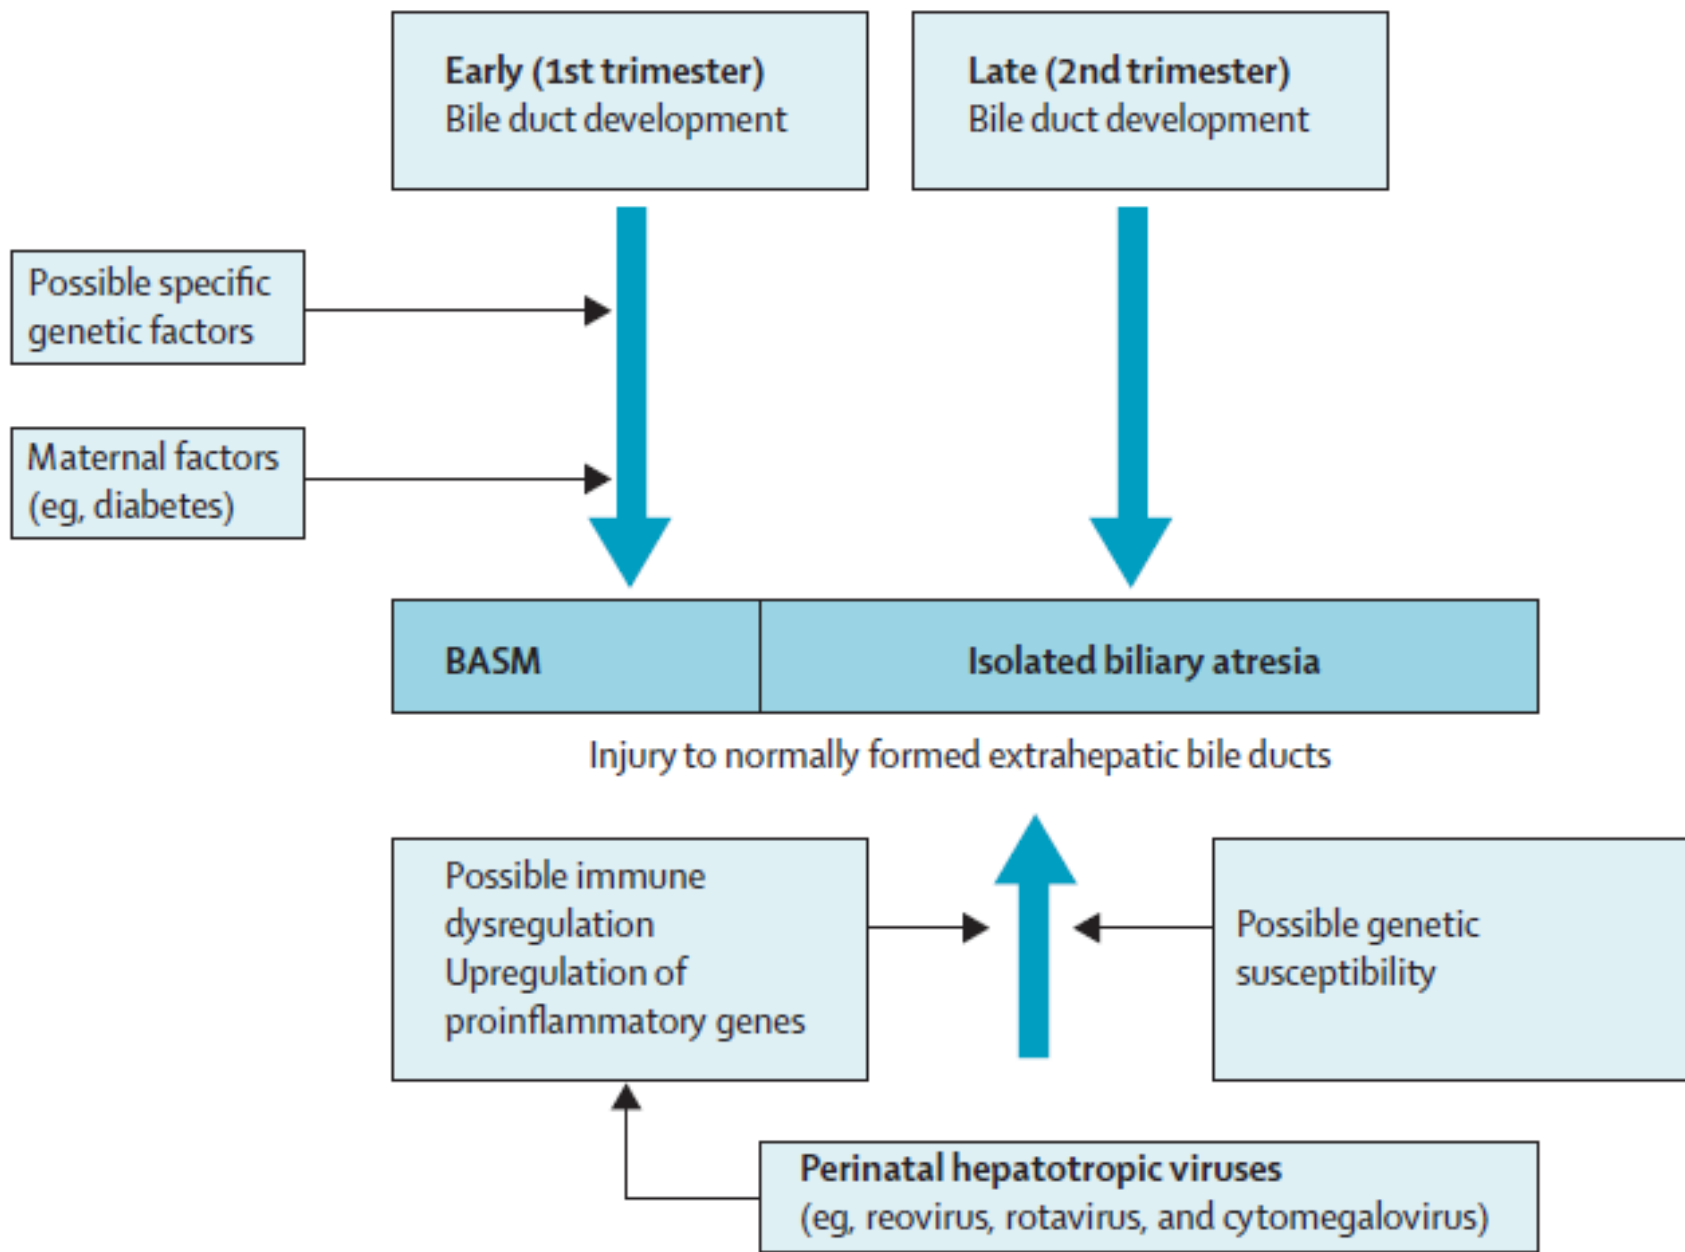 Early (1st trimester)
Bile duct development
Late (2nd trimester)
Bile duct development
Possible specific
genetic factors
Maternal factors
(eg, diabetes)
BASM
Isolated biliary atresia
Injury to normally formed extrahepatic bile ducts
Possible immune
dysregulation
Upregulation of
proinflammatory genes
Possible genetic
susceptibility
Perinatal hepatotropic viruses
(eg, reovirus, rotavirus, and cytomegalovirus)